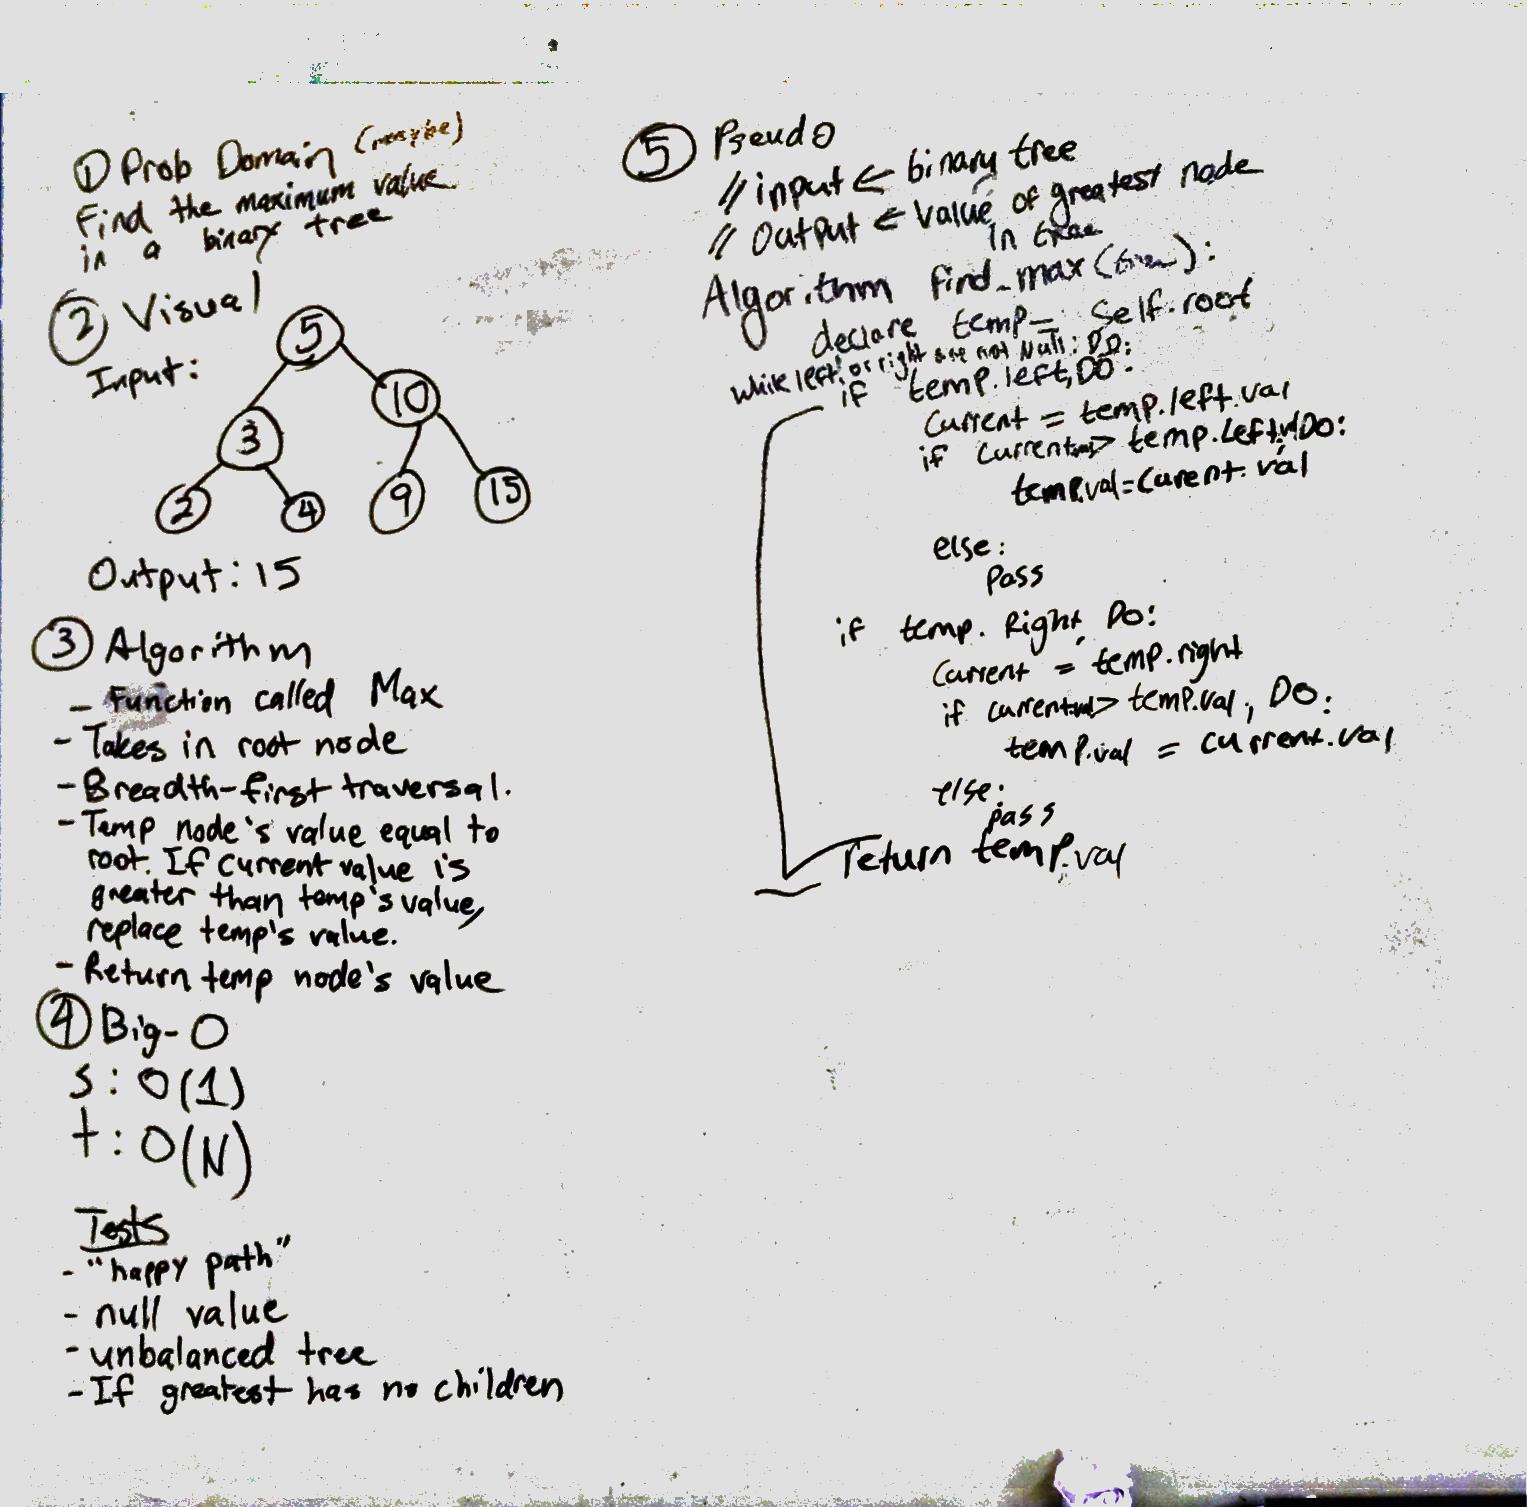 ① Prob Domain (maybe)
Find the maximum value
in a binary tree
② Visual
Input:
5
10
3
2
4
9
15
Output: 15
③ Algorithm
- Function called Max
- Takes in root node
- Breadth-first traversal.
- Temp node's value equal to
root. If current value is
greater than temp's value,
replace temp's value.
- Return temp node's value
④ Big-O
s: O(1)
t: O(N)
Tests
- "happy path"
- null value
- unbalanced tree
- If greatest has no children
⑤ Pseudo
// input ← binary tree
// Output ← Value of greatest node
in tree
Algorithm find_max(tree):
declare temp = Self.root
while left or right are not Null: DO:
if temp.left, DO:
Current = temp.left.val
if current.val > temp.left.val DO:
temp.val = Curent.val
else:
pass
if temp. Right, Do:
Current = temp.right
if current.val > temp.val, DO:
temp.val = current.val
else:
pass
return temp.val